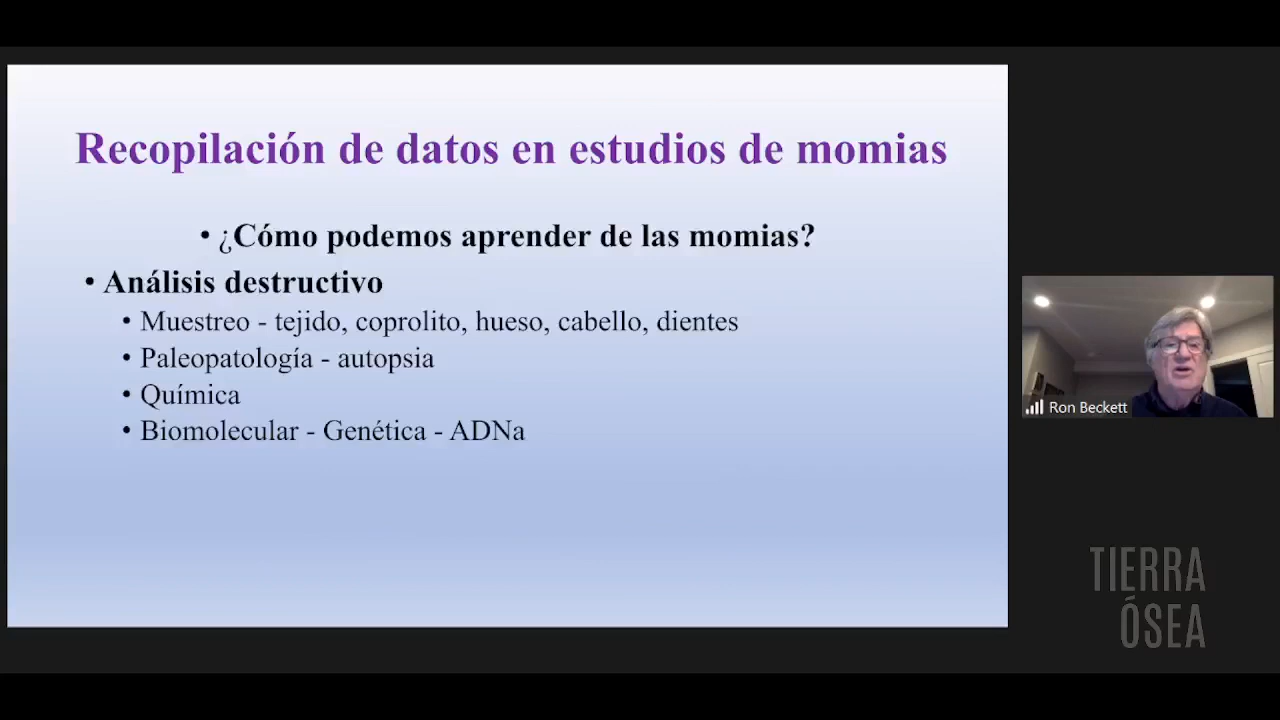 Recopilación de datos en estudios de momias
• ¿Cómo podemos aprender de las momias?
• Análisis destructivo
• Muestreo - tejido, coprolito, hueso, cabello, dientes
• Paleopatología - autopsia
• Química
• Biomolecular - Genética - ADNa
Ron Beckett
TIERRA
ÓSEA